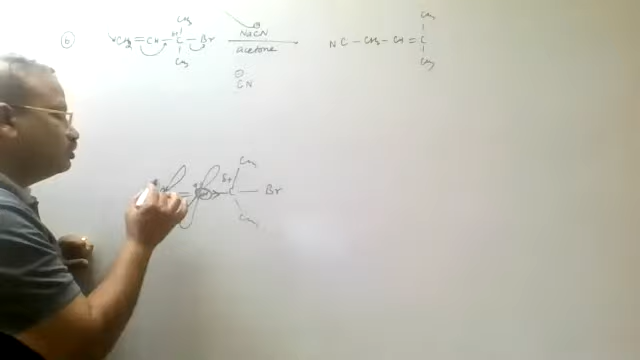 CH₃ CH₃
⑥ CH₂ = CH — C — Br NaCN NC — CH₂ — CH = C
CH₃ acetone CH₃
⊖
CN
CH₃
C — Br
CH₃